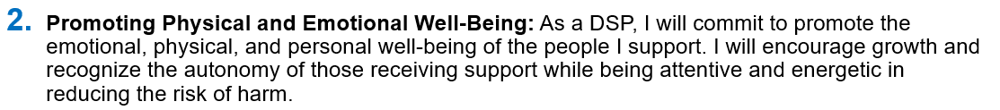 2. Promoting Physical and Emotional Well-Being: As a DSP, I will commit to promote the
emotional, physical, and personal well-being of the people I support. I will encourage growth and
recognize the autonomy of those receiving support while being attentive and energetic in
reducing the risk of harm.